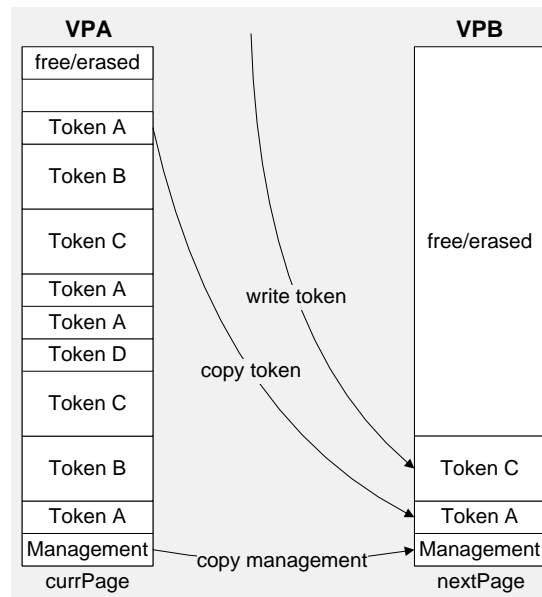 VPA
free/erased
Token A
Token B
Token C
Token A
Token A
Token D
Token C
Token B
Token A
Management
currPage
write token
copy token
copy management
VPB
free/erased
Token C
Token A
Management
nextPage